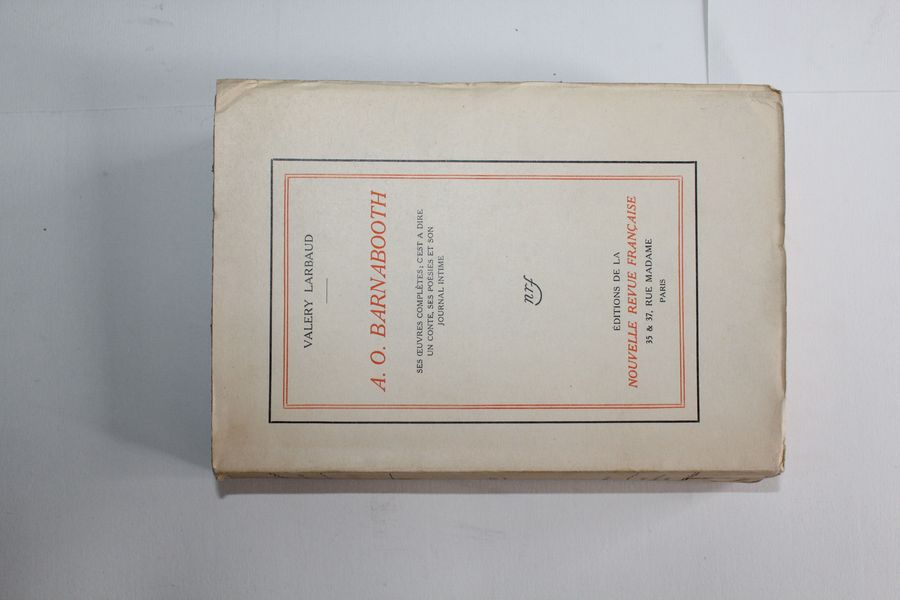 VALERY LARBAUD
A. O. BARNABOOTH
SES ŒUVRES COMPLÈTES; C'EST A DIRE
UN CONTE, SES POÉSIES ET SON
JOURNAL INTIME
nrf
ÉDITIONS DE LA
NOUVELLE REVUE FRANÇAISE
35 & 37, RUE MADAME
PARIS